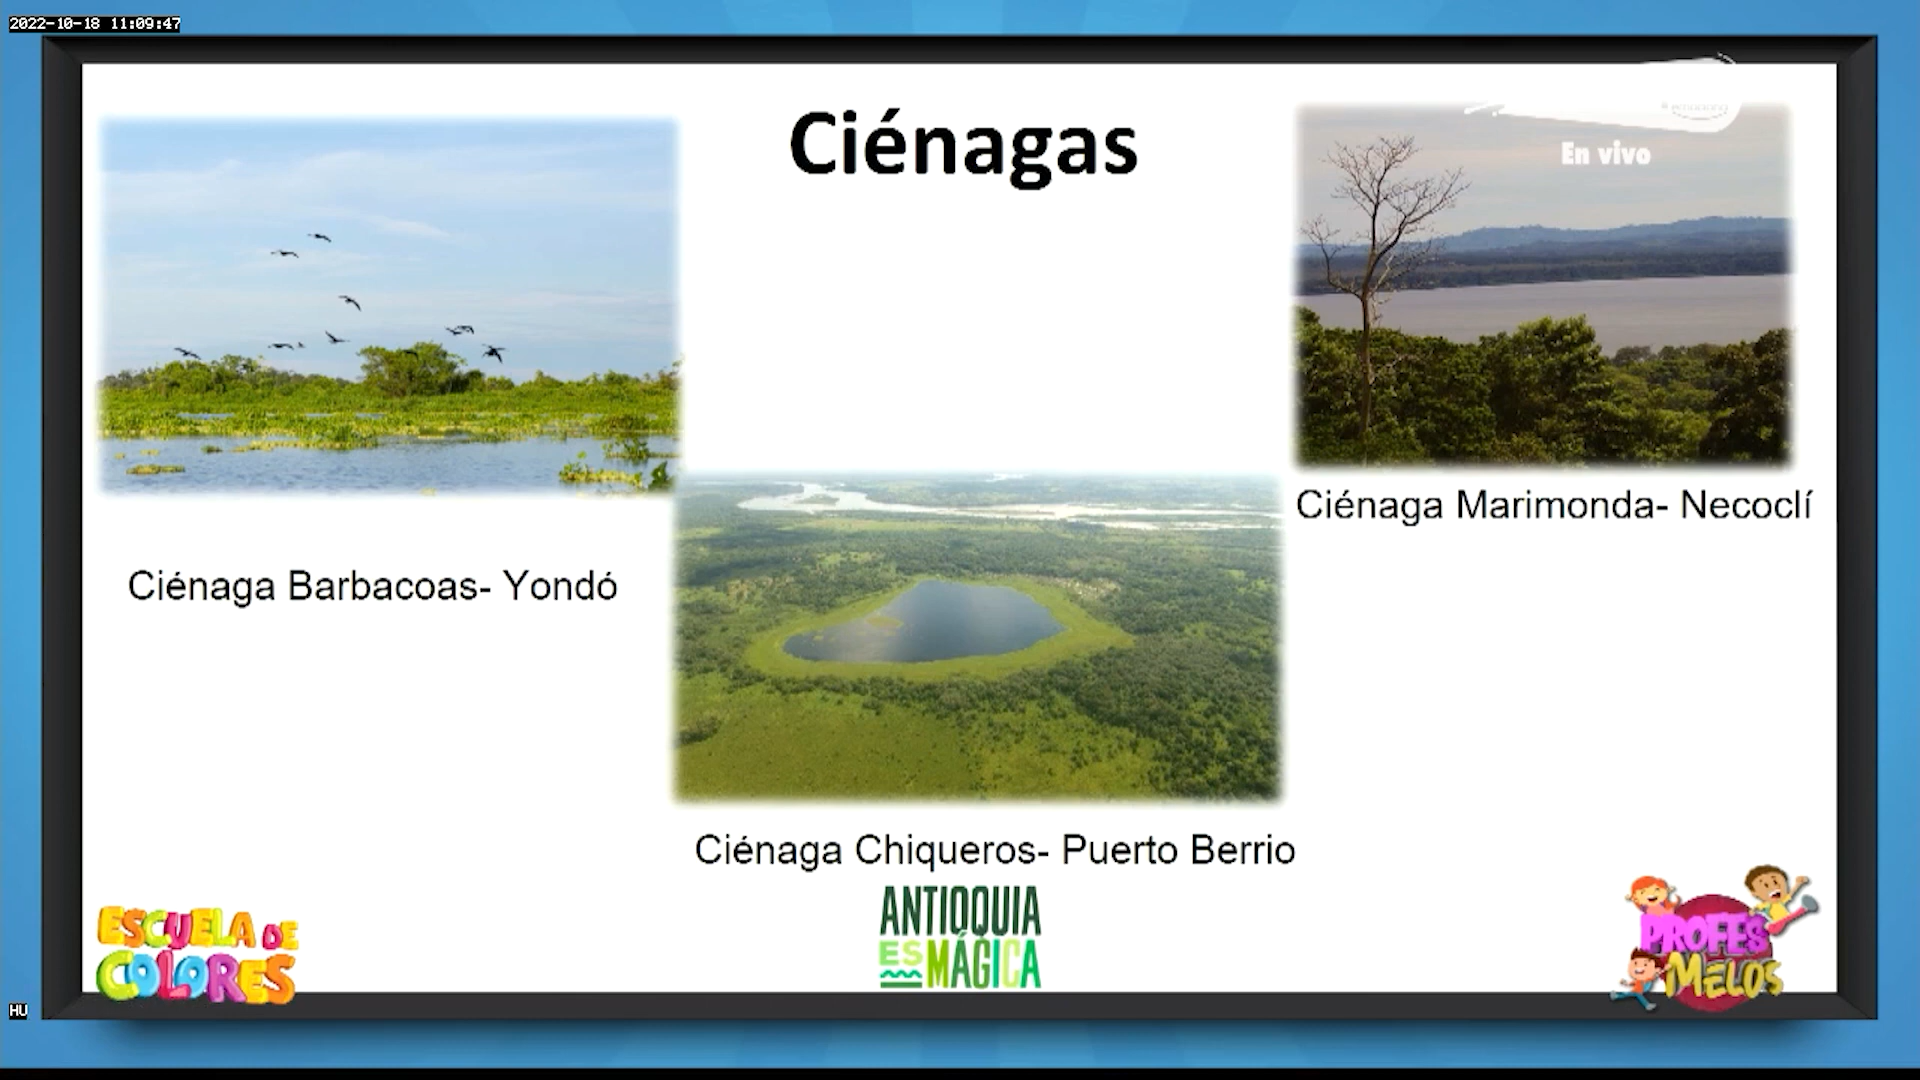 2022-10-18 11:09:47
Ciénagas
En vivo
Ciénaga Marimonda- Necoclí
Ciénaga Barbacoas- Yondó
Ciénaga Chiqueros- Puerto Berrio
ANTIOQUIA
ES MÁGICA
ESCUELA DE
COLORES
PROFES
MELOS
HU